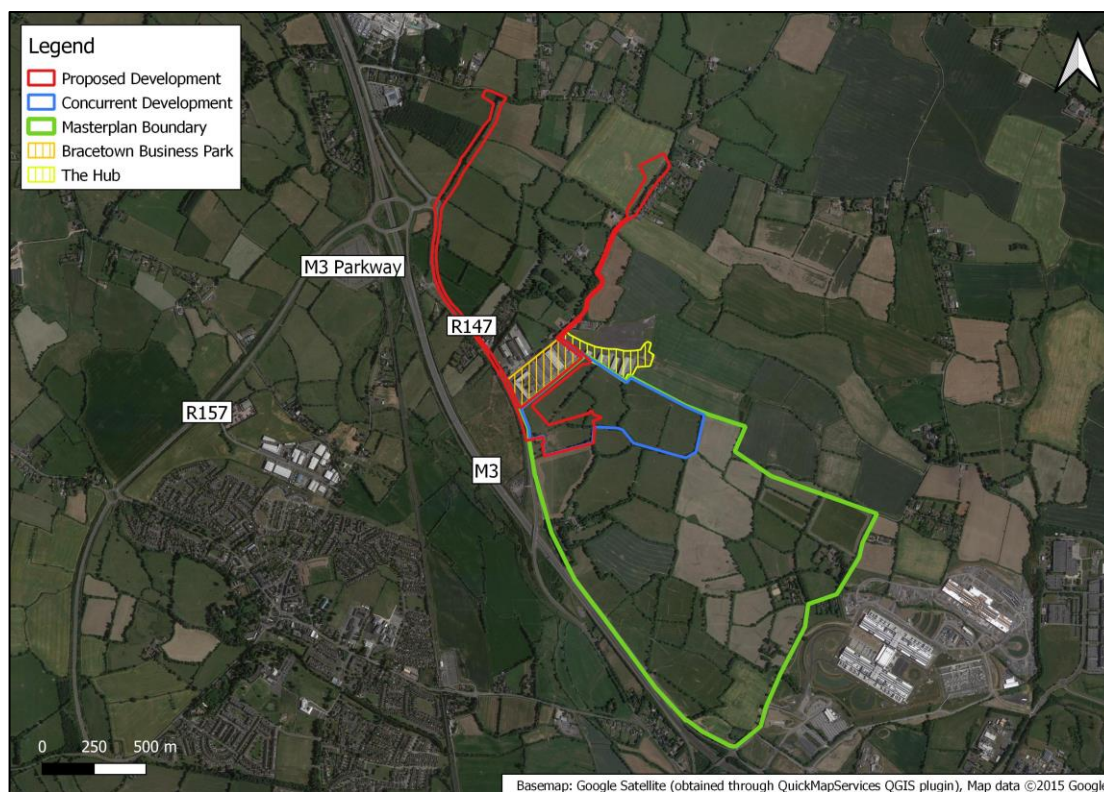 Legend
Proposed Development
Concurrent Development
Masterplan Boundary
Bracetown Business Park
The Hub
M3 Parkway
R147
R157
M3
0 250 500 m
Basemap: Google Satellite (obtained through QuickMapServices QGIS plugin), Map data ©2015 Google